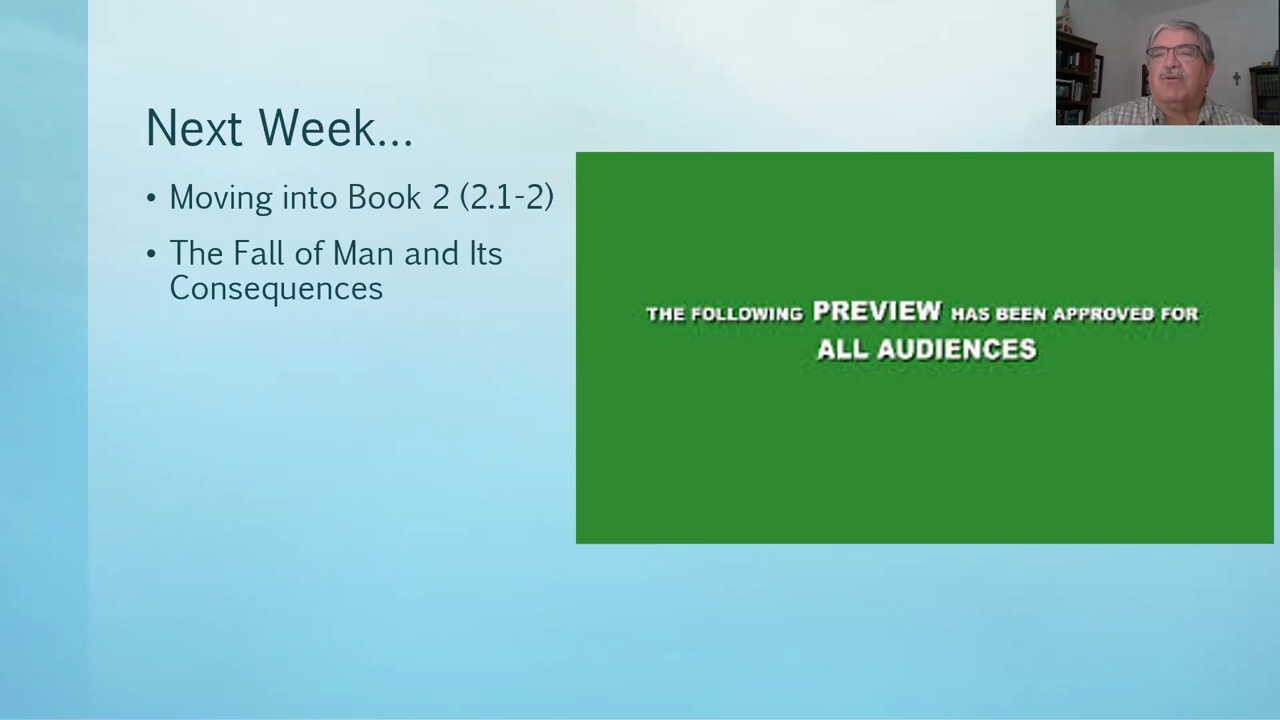 Next Week...
• Moving into Book 2 (2.1-2)
• The Fall of Man and Its
Consequences
THE FOLLOWING PREVIEW HAS BEEN APPROVED FOR
ALL AUDIENCES